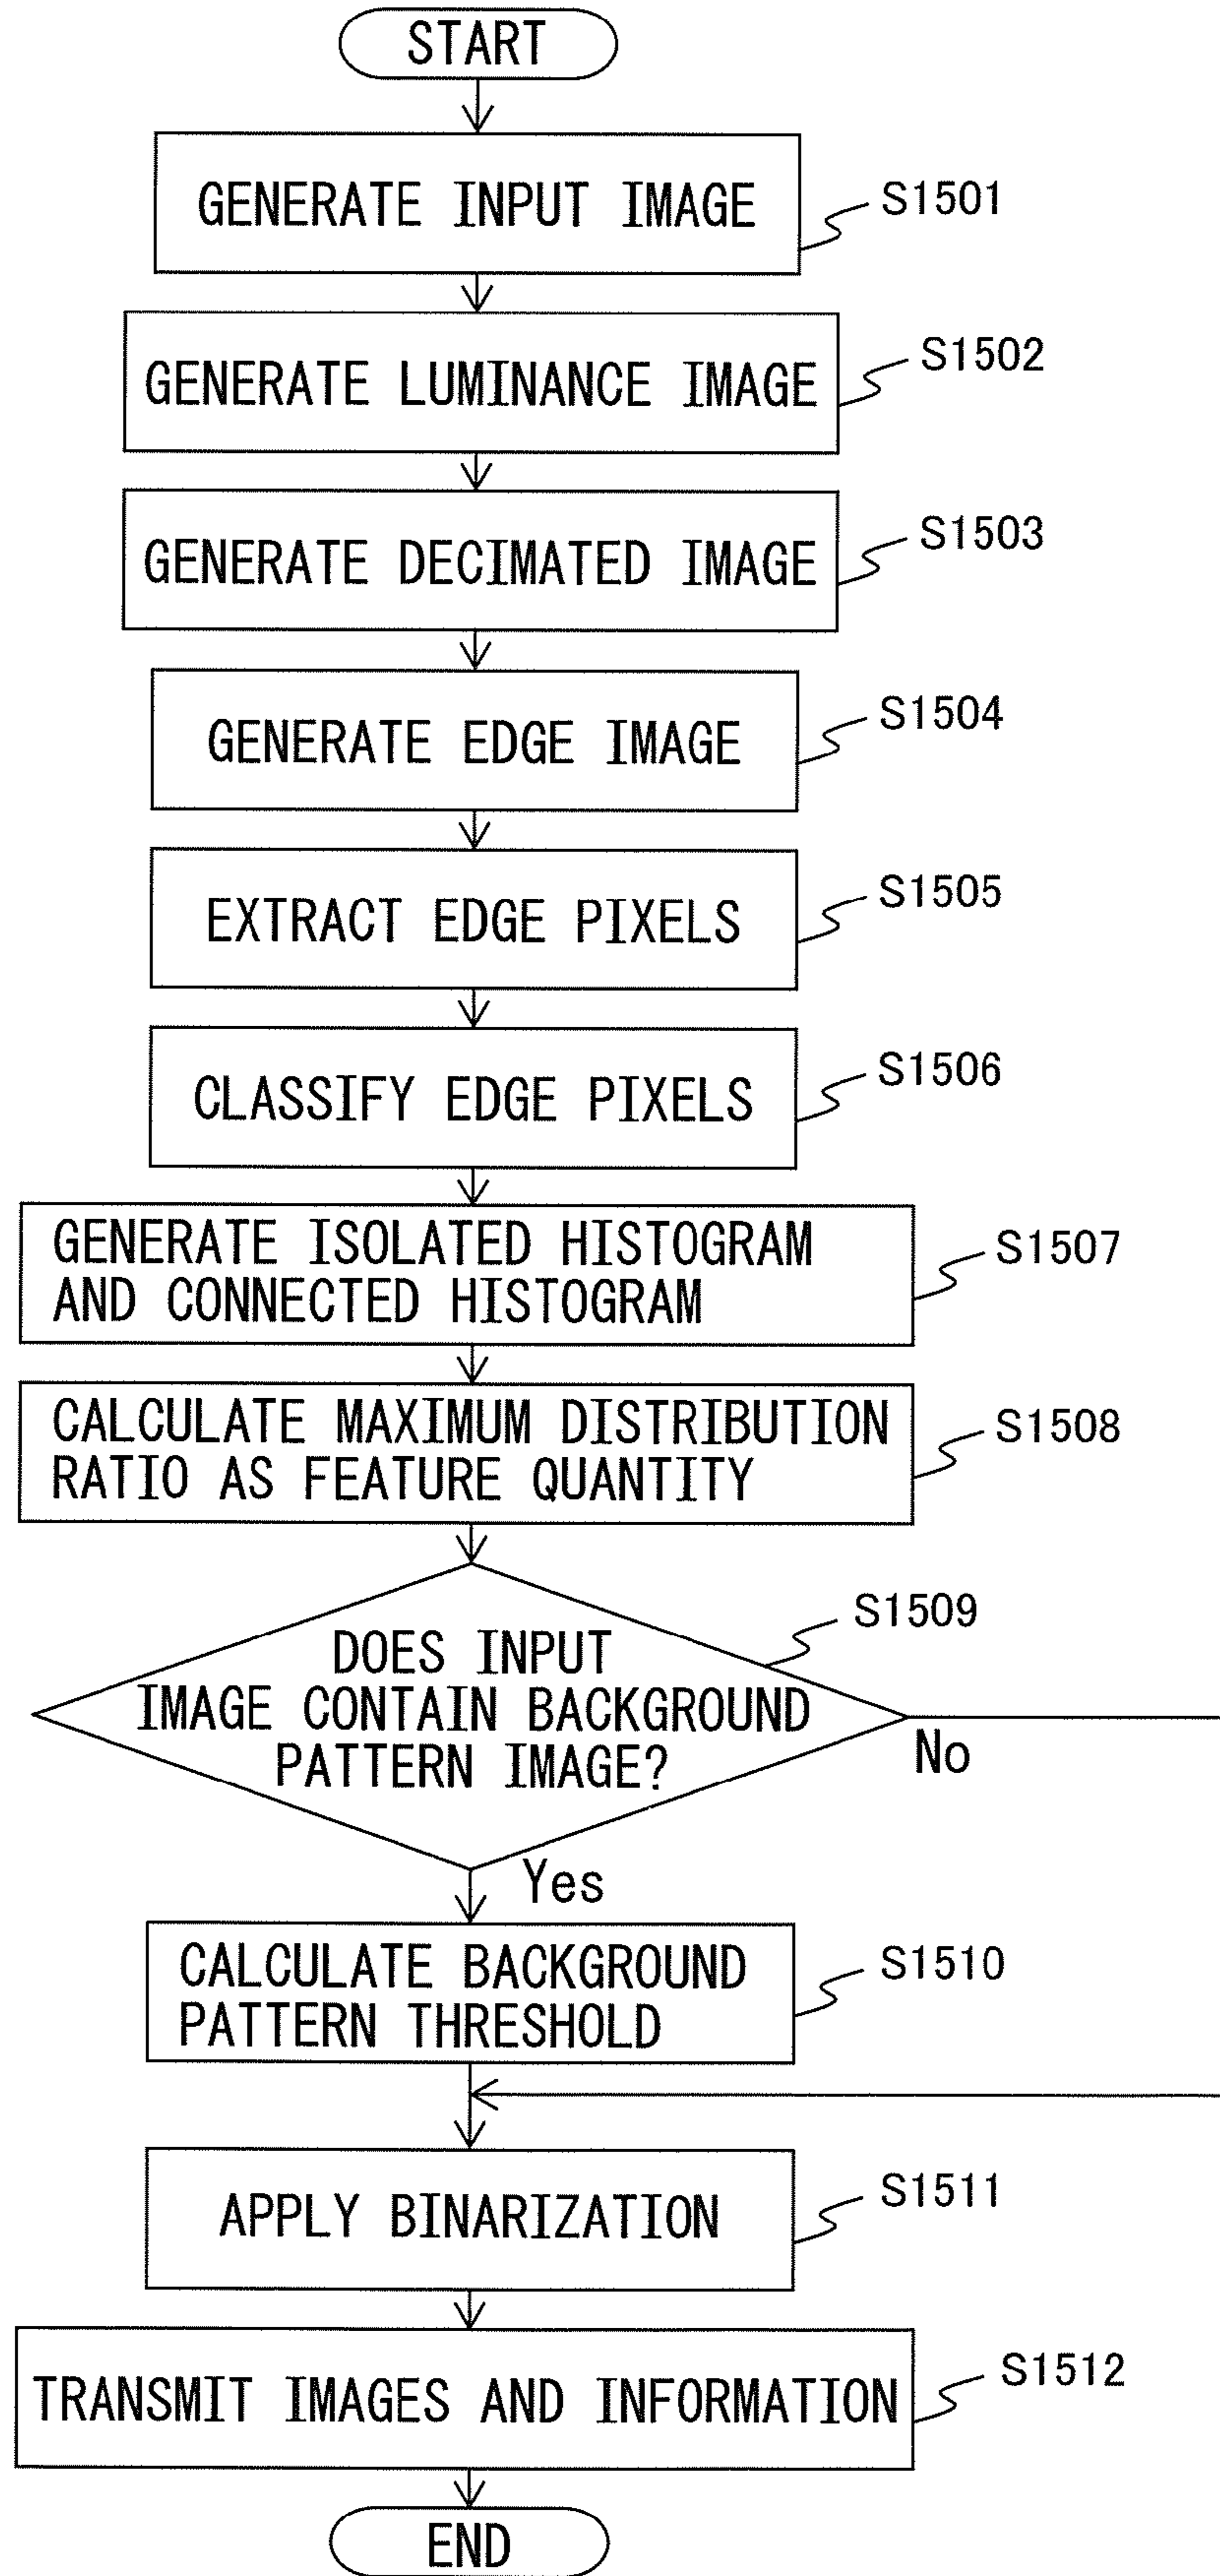 START
GENERATE INPUT IMAGE
S1501
GENERATE LUMINANCE IMAGE
S1502
GENERATE DECIMATED IMAGE
S1503
GENERATE EDGE IMAGE
S1504
EXTRACT EDGE PIXELS
S1505
CLASSIFY EDGE PIXELS
S1506
GENERATE ISOLATED HISTOGRAM
AND CONNECTED HISTOGRAM
S1507
CALCULATE MAXIMUM DISTRIBUTION
RATIO AS FEATURE QUANTITY
S1508
DOES INPUT
IMAGE CONTAIN BACKGROUND
PATTERN IMAGE?
S1509
No
Yes
CALCULATE BACKGROUND
PATTERN THRESHOLD
S1510
APPLY BINARIZATION
S1511
TRANSMIT IMAGES AND INFORMATION
S1512
END